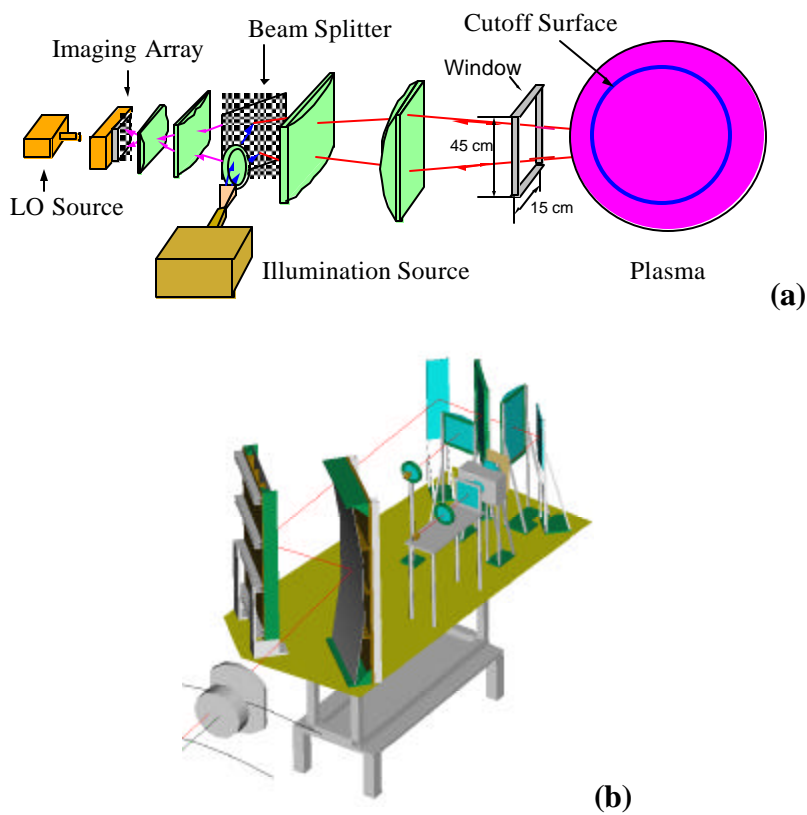 Imaging Array
Beam Splitter
Cutoff Surface
Window
45 cm
15 cm
LO Source
Illumination Source
Plasma
(a)
(b)